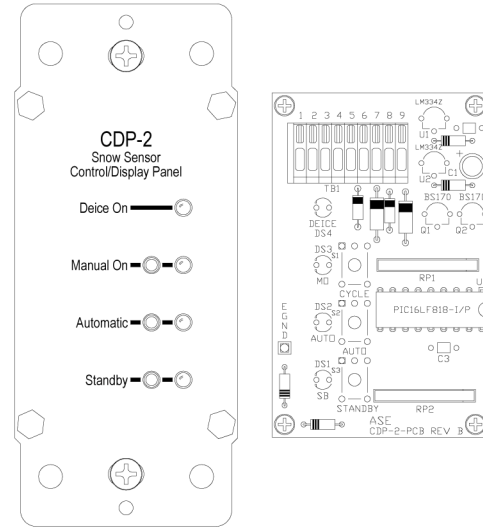 CDP-2
Snow Sensor
Control/Display Panel
Deice On
Manual On
Automatic
Standby
1 2 3 4 5 6 7 8 9
TB1
LM334Z
U1
LM334Z
U2
C1
+
BS170 BS170
Q1 Q2
DEICE
DS4
DS3
S1
MO
CYCLE
RP1
DS2
S2
AUTO
AUTO
PIC16LF818-I/P
U
E
G
N
D
C3
DS1
S3
SB
STANDBY
RP2
ASE
CDP-2-PCB REV B